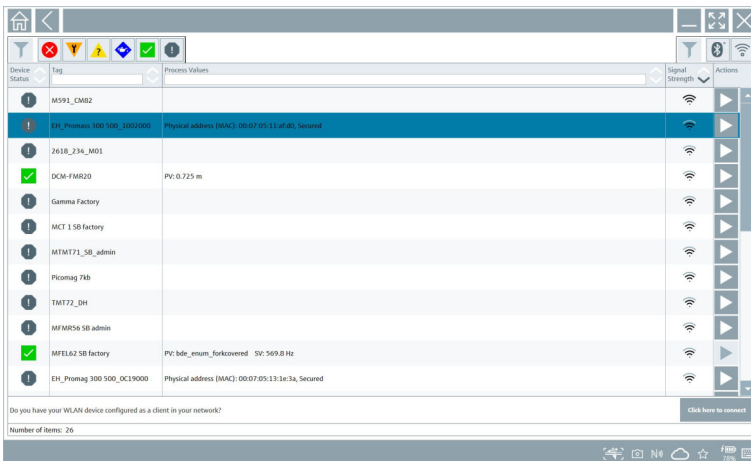 Device Status Tag Process Values Signal Strength Actions
M591_CM82
EH_Promass 300 500_1002000 Physical address (MAC): 00:07:05:11:af:d0, Secured
2618_234_M01
DCM-FMR20 PV: 0.725 m
Gamma Factory
MCT 1 SB factory
MTMT71_SB_admin
Picomag 7kb
TMT72_DH
MFMR56 SB admin
MFEL62 SB factory PV: bde_enum_forkcovered SV: 569.8 Hz
EH_Promag 300 500_0C19000 Physical address (MAC): 00:07:05:13:1e:3a, Secured
Do you have your WLAN device configured as a client in your network? Click here to connect
Number of items: 26
78%